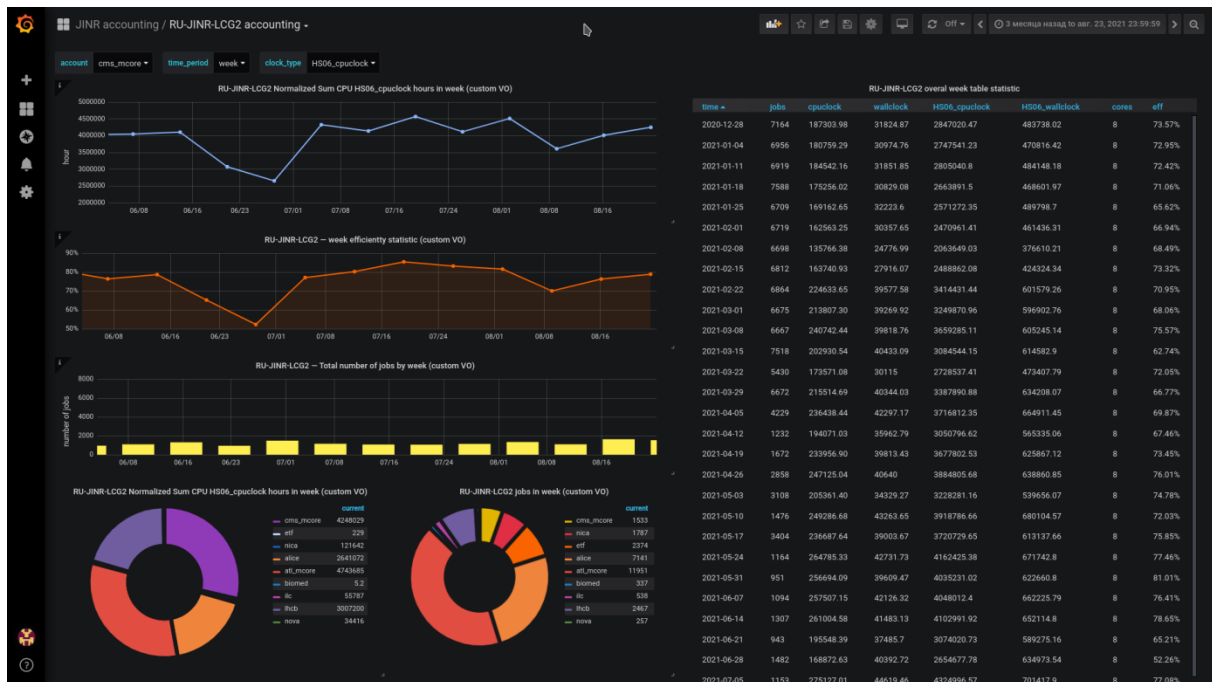 JINR accounting / RU-JINR-LCG2 accounting
Off
3 месяца назад to авг. 23, 2021 23:59:59
account cms_mcore time_period week clock_type HS06_cpuclock
RU-JINR-LCG2 Normalized Sum CPU HS06_cpuclock hours in week (custom VO)
hour
5000000
4500000
4000000
3500000
3000000
2500000
2000000
06/08 06/16 06/23 07/01 07/08 07/16 07/24 08/01 08/08 08/16
RU-JINR-LCG2 — week efficientty statistic (custom VO)
90%
80%
70%
60%
50%
06/08 06/16 06/23 07/01 07/08 07/16 07/24 08/01 08/08 08/16
RU-JINR-LCG2 — Total number of jobs by week (custom VO)
number of jobs
8000
6000
4000
2000
0
06/08 06/16 06/23 07/01 07/08 07/16 07/24 08/01 08/08 08/16
RU-JINR-LCG2 Normalized Sum CPU HS06_cpuclock hours in week (custom VO)
current
cms_mcore 4248029
etf 229
nica 121642
alice 2641072
atl_mcore 4743685
biomed 5.2
ilc 55787
lhcb 3007200
nova 34416
RU-JINR-LCG2 jobs in week (custom VO)
current
cms_mcore 1533
nica 1787
etf 2374
alice 7141
atl_mcore 11951
biomed 337
ilc 538
lhcb 2467
nova 257
RU-JINR-LCG2 overal week table statistic
time jobs cpuclock wallclock HS06_cpuclock HS06_wallclock cores eff
2020-12-28 7164 187303.98 31824.87 2847020.47 483738.02 8 73.57%
2021-01-04 6956 180759.29 30974.76 2747541.23 470816.42 8 72.95%
2021-01-11 6919 184542.16 31851.85 2805040.8 484148.18 8 72.42%
2021-01-18 7588 175256.02 30829.08 2663891.5 468601.97 8 71.06%
2021-01-25 6709 169162.65 32223.6 2571272.35 489798.7 8 65.62%
2021-02-01 6719 162563.25 30357.65 2470961.41 461436.31 8 66.94%
2021-02-08 6698 135766.38 24776.99 2063649.03 376610.21 8 68.49%
2021-02-15 6812 163740.93 27916.07 2488862.08 424324.34 8 73.32%
2021-02-22 6864 224633.65 39577.58 3414431.44 601579.26 8 70.95%
2021-03-01 6675 213807.30 39269.92 3249870.96 596902.76 8 68.06%
2021-03-08 6667 240742.44 39818.76 3659285.11 605245.14 8 75.57%
2021-03-15 7518 202930.54 40433.09 3084544.15 614582.9 8 62.74%
2021-03-22 5430 173571.08 30115 2728537.41 473407.79 8 72.05%
2021-03-29 6672 215514.69 40344.03 3387890.88 634208.07 8 66.77%
2021-04-05 4229 236438.44 42297.17 3716812.35 664911.45 8 69.87%
2021-04-12 1232 194071.03 35962.79 3050796.62 565335.06 8 67.46%
2021-04-19 1672 233956.90 39813.43 3677802.53 625867.12 8 73.45%
2021-04-26 2858 247125.04 40640 3884805.68 638860.85 8 76.01%
2021-05-03 3108 205361.40 34329.27 3228281.16 539656.07 8 74.78%
2021-05-10 1476 249286.68 43263.65 3918786.66 680104.57 8 72.03%
2021-05-17 3404 236687.64 39003.67 3720729.65 613137.66 8 75.85%
2021-05-24 1164 264785.33 42731.73 4162425.38 671742.8 8 77.46%
2021-05-31 951 256694.09 39609.47 4035231.02 622660.8 8 81.01%
2021-06-07 1094 257507.15 42126.32 4048012.4 662225.79 8 76.41%
2021-06-14 1307 261004.58 41483.13 4102991.92 652114.8 8 78.65%
2021-06-21 943 195548.39 37485.7 3074020.73 589275.16 8 65.21%
2021-06-28 1482 168872.63 40392.72 2654677.78 634973.54 8 52.26%
2021-07-05 1153 275127.01 44619.46 4324996.57 701417.9 8 77.08%